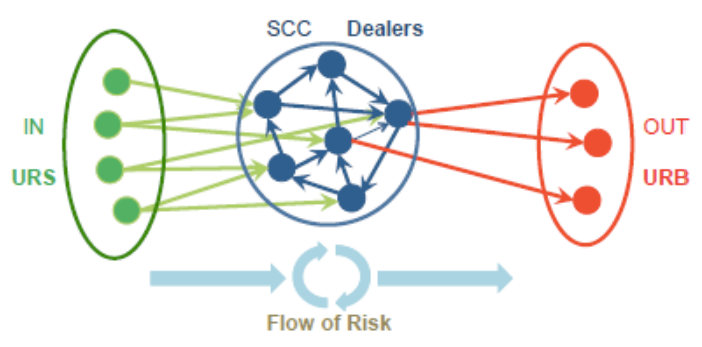 SCC Dealers
IN
URS
OUT
URB
Flow of Risk